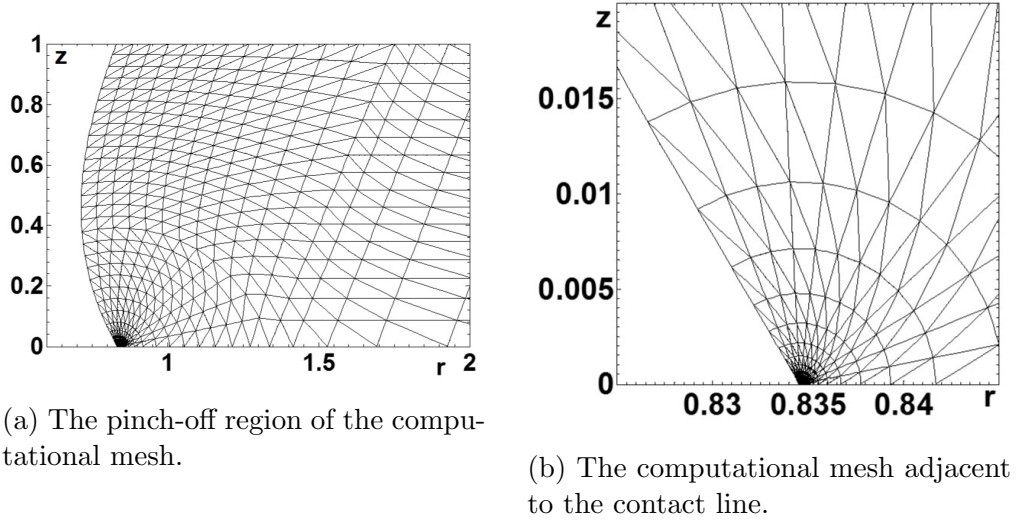 1
z
0.8
0.6
0.4
0.2
0
1
1.5
r
2
(a) The pinch-off region of the compu-
tational mesh.
z
0.015
0.01
0.005
0
0.83
0.835
0.84
r
(b) The computational mesh adjacent
to the contact line.